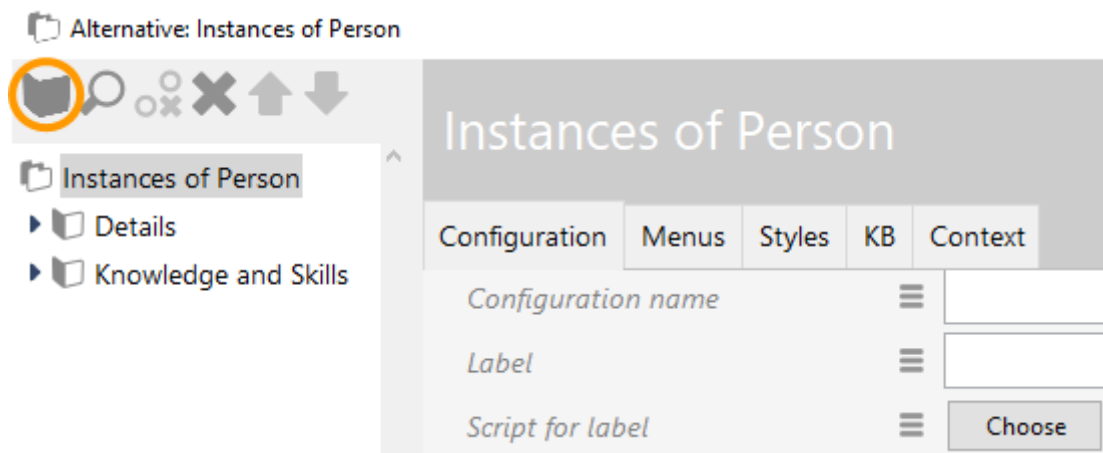 Alternative: Instances of Person
Instances of Person
Instances of Person
Details
Knowledge and Skills
Configuration Menus Styles KB Context
Configuration name
Label
Script for label Choose